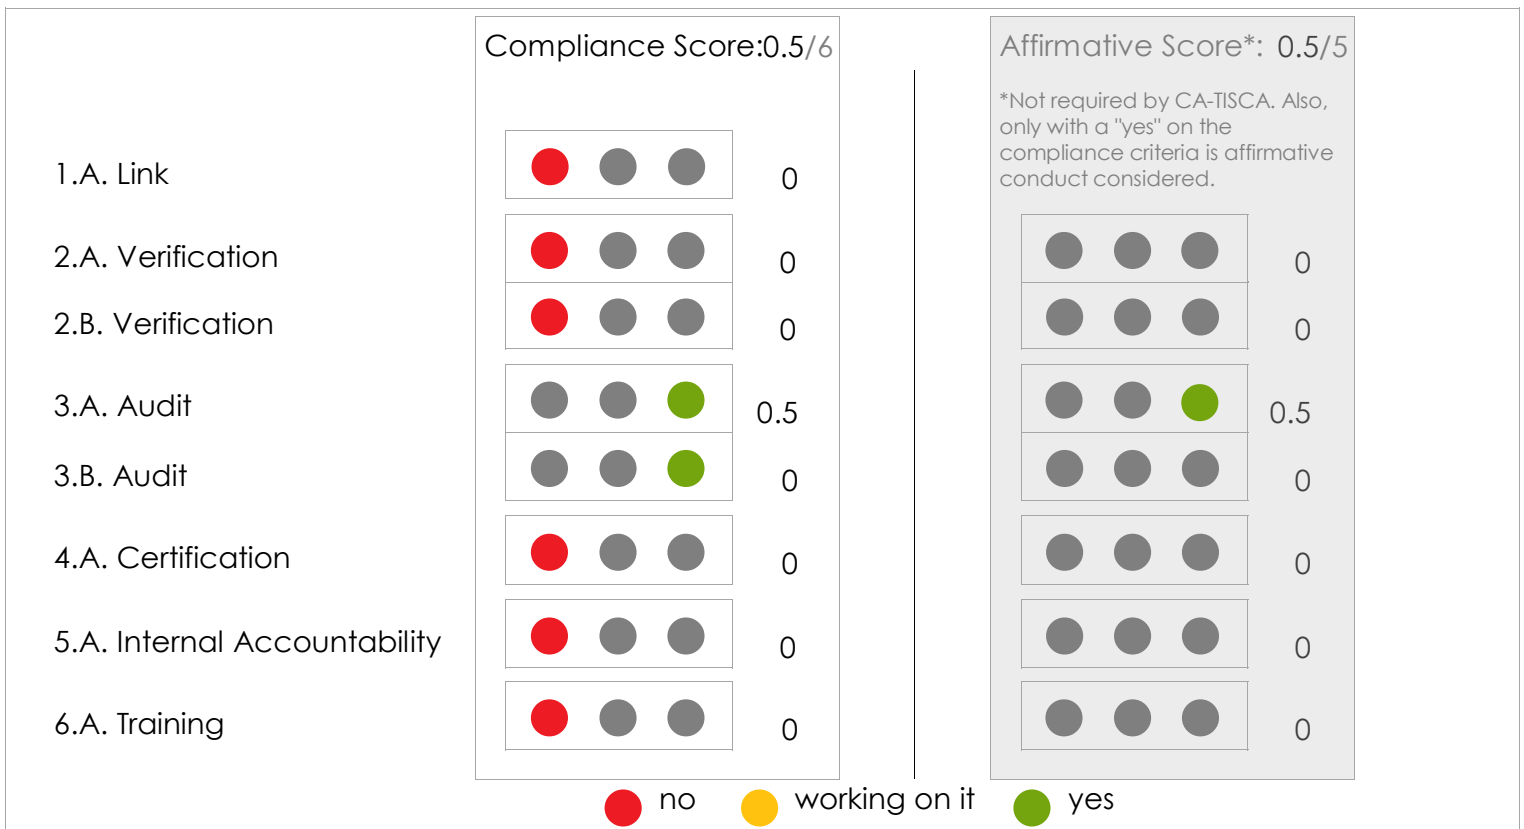 Compliance Score:0.5/6
Affirmative Score*: 0.5/5
*Not required by CA-TISCA. Also,
only with a "yes" on the
compliance criteria is affirmative
conduct considered.
1.A. Link 0
2.A. Verification 0 0
2.B. Verification 0 0
3.A. Audit 0.5 0.5
3.B. Audit 0 0
4.A. Certification 0 0
5.A. Internal Accountability 0 0
6.A. Training 0 0
no working on it yes